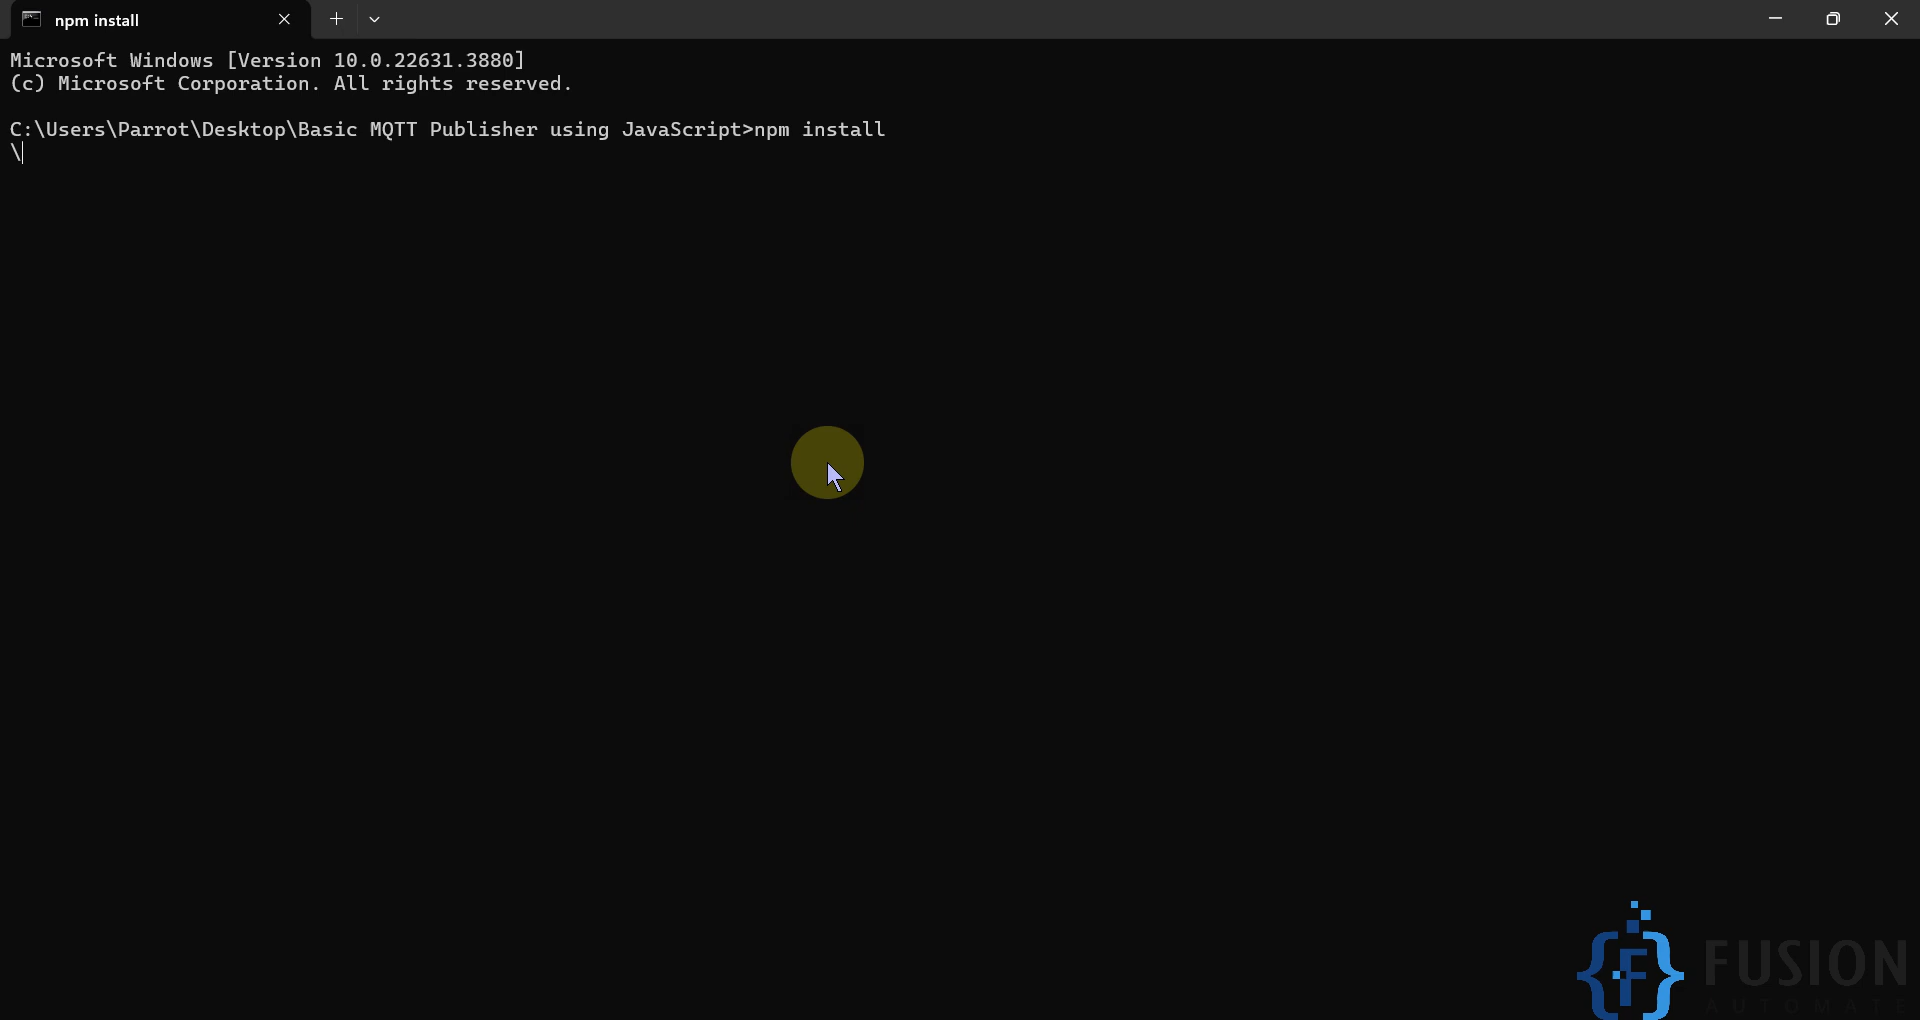 npm install
Microsoft Windows [Version 10.0.22631.3880]
(c) Microsoft Corporation. All rights reserved.
C:\Users\Parrot\Desktop\Basic MQTT Publisher using JavaScript>npm install
\
FUSION
AUTOMATE